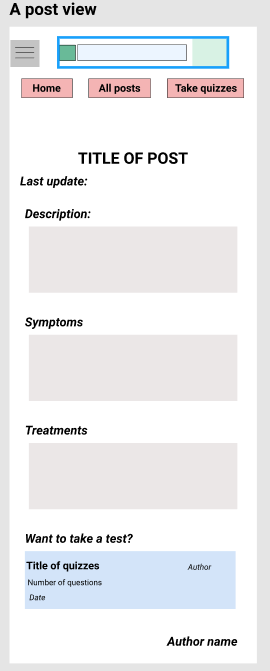 A post view
Home
All posts
Take quizzes
TITLE OF POST
Last update:
Description:
Symptoms
Treatments
Want to take a test?
Title of quizzes
Author
Number of questions
Date
Author name